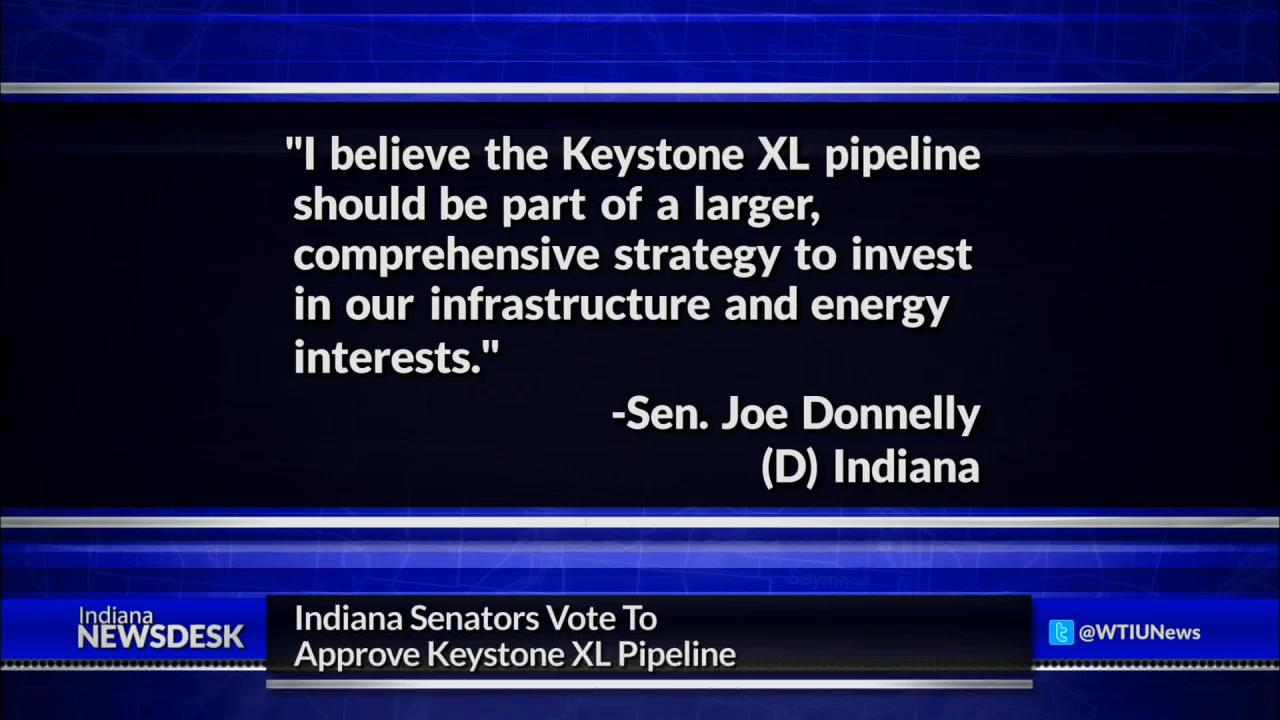 "I believe the Keystone XL pipeline
should be part of a larger,
comprehensive strategy to invest
in our infrastructure and energy
interests."
-Sen. Joe Donnelly
(D) Indiana
Seymour
Indiana
NEWSDESK
Indiana Senators Vote To
Approve Keystone XL Pipeline
@WTIUNews